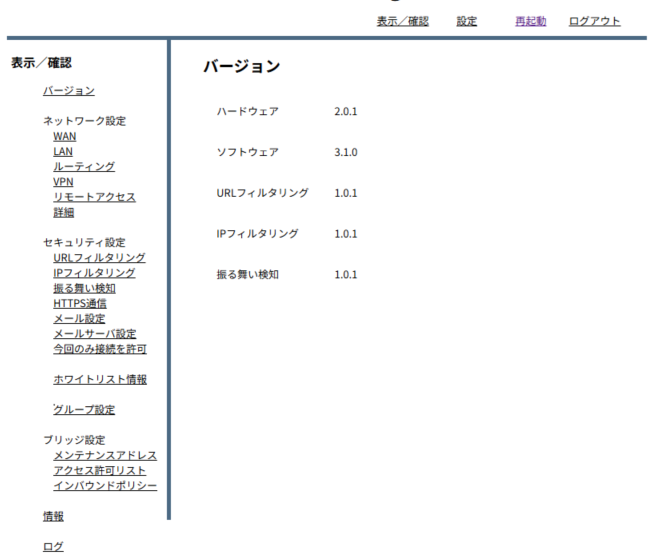 表示／確認 設定 再起動 ログアウト
表示／確認
バージョン
ネットワーク設定
WAN
LAN
ルーティング
VPN
リモートアクセス
詳細
セキュリティ設定
URLフィルタリング
IPフィルタリング
振る舞い検知
HTTPS通信
メール設定
メールサーバ設定
今回のみ接続を許可
ホワイトリスト情報
グループ設定
ブリッジ設定
メンテナンスアドレス
アクセス許可リスト
インバウンドポリシー
情報
ログ
バージョン
ハードウェア 2.0.1
ソフトウェア 3.1.0
URLフィルタリング 1.0.1
IPフィルタリング 1.0.1
振る舞い検知 1.0.1